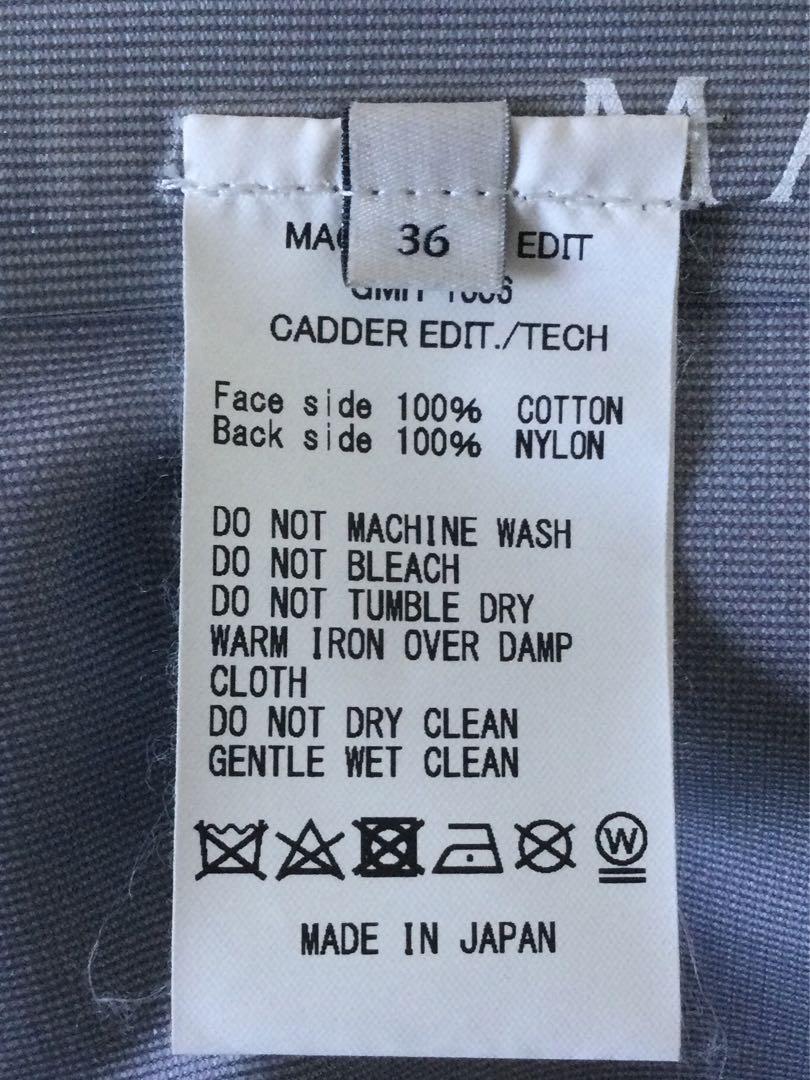 MA
36
EDIT
CADDER EDIT./TECH
Face side 100% COTTON
Back side 100% NYLON
DO NOT MACHINE WASH
DO NOT BLEACH
DO NOT TUMBLE DRY
WARM IRON OVER DAMP
CLOTH
DO NOT DRY CLEAN
GENTLE WET CLEAN
W
MADE IN JAPAN